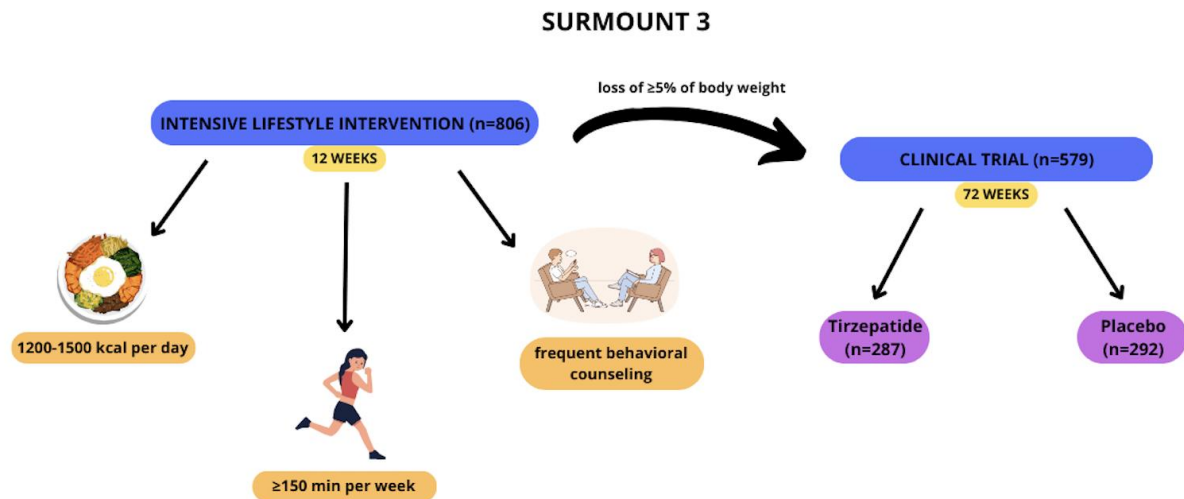 SURMOUNT 3
loss of ≥5% of body weight
INTENSIVE LIFESTYLE INTERVENTION (n=806)
12 WEEKS
CLINICAL TRIAL (n=579)
72 WEEKS
1200-1500 kcal per day
≥150 min per week
frequent behavioral
counseling
Tirzepatide
(n=287)
Placebo
(n=292)